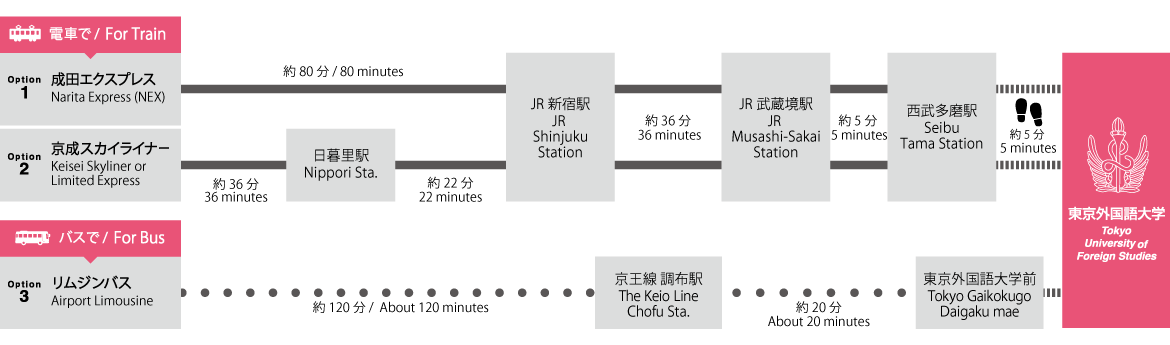 電車で / For Train
Option
1
成田エクスプレス
Narita Express (NEX)
約 80 分 / 80 minutes
Option
2
京成スカイライナー
Keisei Skyliner or
Limited Express
約 36 分
36 minutes
日暮里駅
Nippori Sta.
約 22 分
22 minutes
JR 新宿駅
JR
Shinjuku
Station
約 36 分
36 minutes
JR 武蔵境駅
JR
Musashi-Sakai
Station
約 5 分
5 minutes
西武多磨駅
Seibu
Tama Station
約 5 分
5 minutes
東京外国語大学
Tokyo
University of
Foreign Studies
バスで / For Bus
Option
3
リムジンバス
Airport Limousine
約 120 分 / About 120 minutes
京王線 調布駅
The Keio Line
Chofu Sta.
約 20 分
About 20 minutes
東京外国語大学前
Tokyo Gaikokugo
Daigaku mae